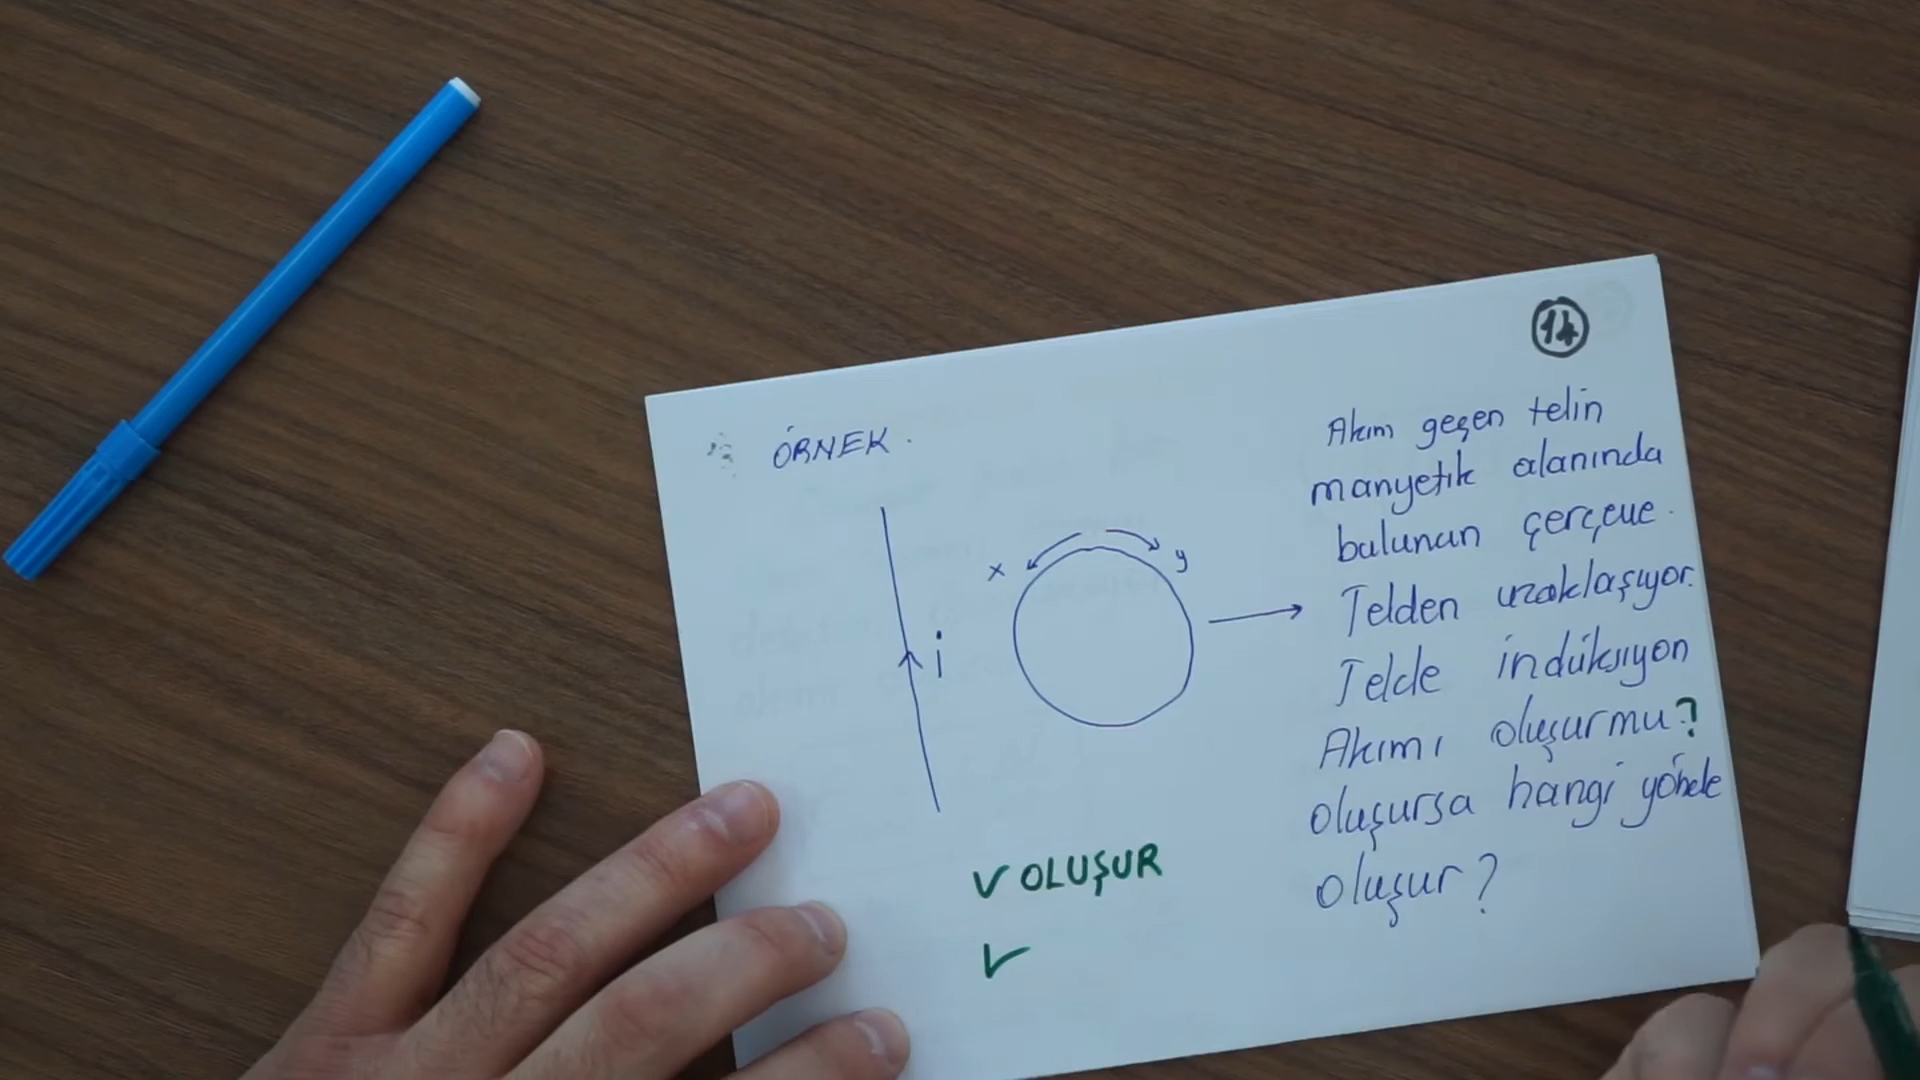 14
ÖRNEK.
x
y
i
Akım geçen telin
manyetik alanında
bulunan çerçeve.
Telden uzaklaşıyor.
Telde indüksiyon
Akımı oluşurmu?
oluşursa hangi yönde
oluşur?
✓ OLUŞUR
✓